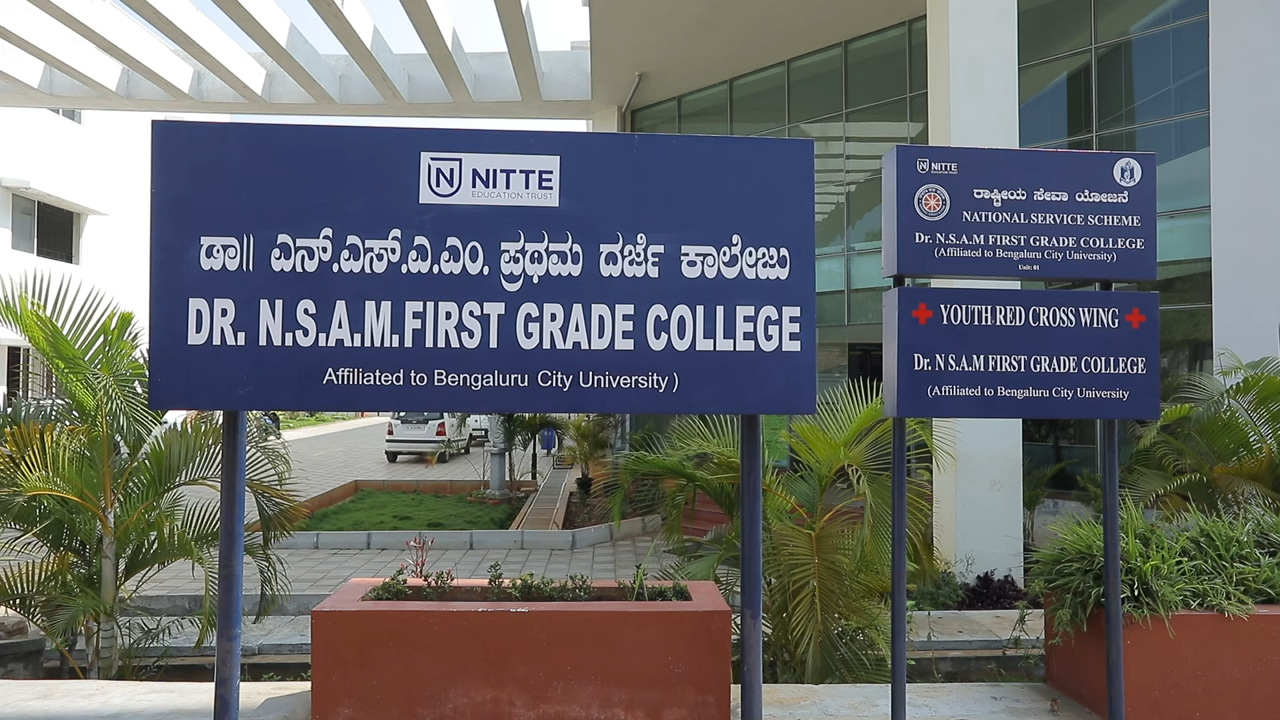 NITTE
EDUCATION TRUST
ಡಾ॥ ಎನ್.ಎಸ್.ಎ.ಎಂ. ಪ್ರಥಮ ದರ್ಜೆ ಕಾಲೇಜು
DR. N.S.A.M.FIRST GRADE COLLEGE
Affiliated to Bengaluru City University )
NITTE
EDUCATION TRUST
ರಾಷ್ಟ್ರೀಯ ಸೇವಾ ಯೋಜನೆ
NATIONAL SERVICE SCHEME
Dr. N.S.A.M FIRST GRADE COLLEGE
(Affiliated to Bengaluru City University)
Unit: 01
YOUTH RED CROSS WING
Dr. N S A.M FIRST GRADE COLLEGE
(Affiliated to Bengaluru City University